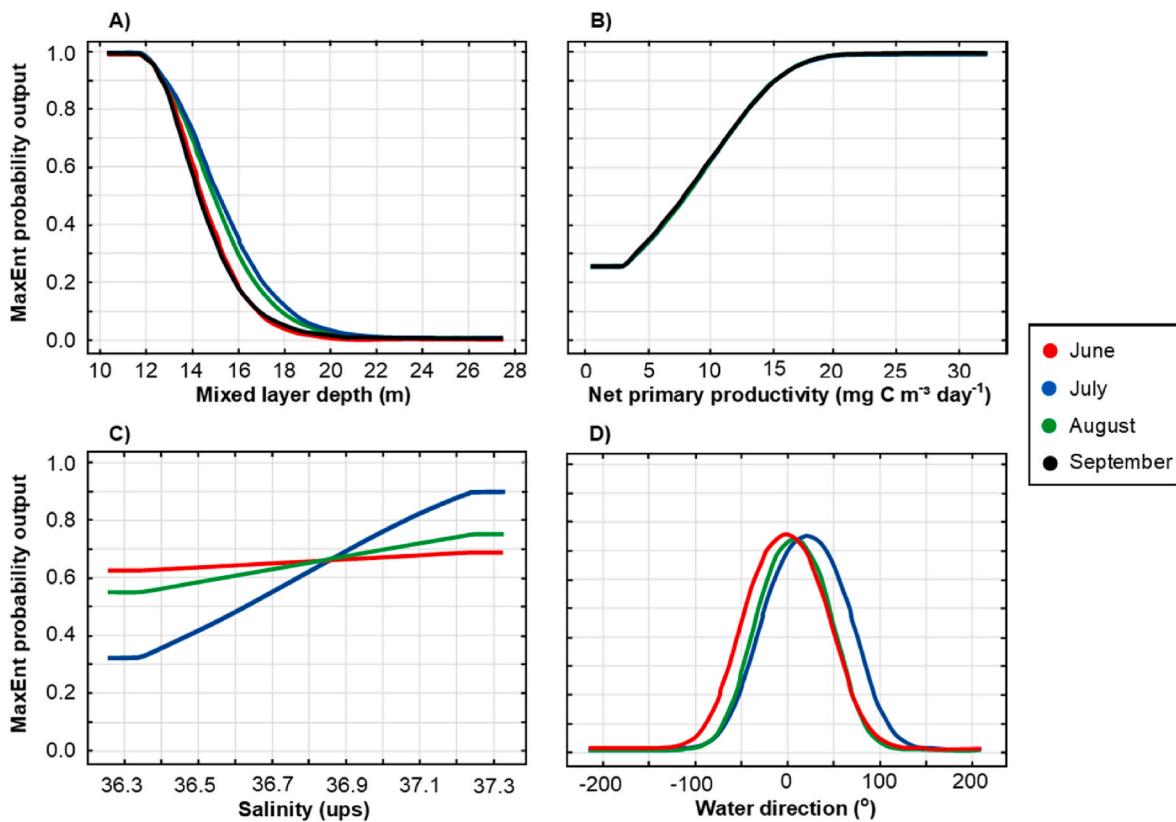 A)
B)
MaxEnt probability output
1.0
0.8
0.6
0.4
0.2
0.0
10 12 14 16 18 20 22 24 26 28
Mixed layer depth (m)
0 5 10 15 20 25 30
Net primary productivity (mg C m⁻³ day⁻¹)
June
July
August
September
C)
D)
MaxEnt probability output
1.0
0.8
0.6
0.4
0.2
0.0
36.3 36.5 36.7 36.9 37.1 37.3
Salinity (ups)
-200 -100 0 100 200
Water direction (°)